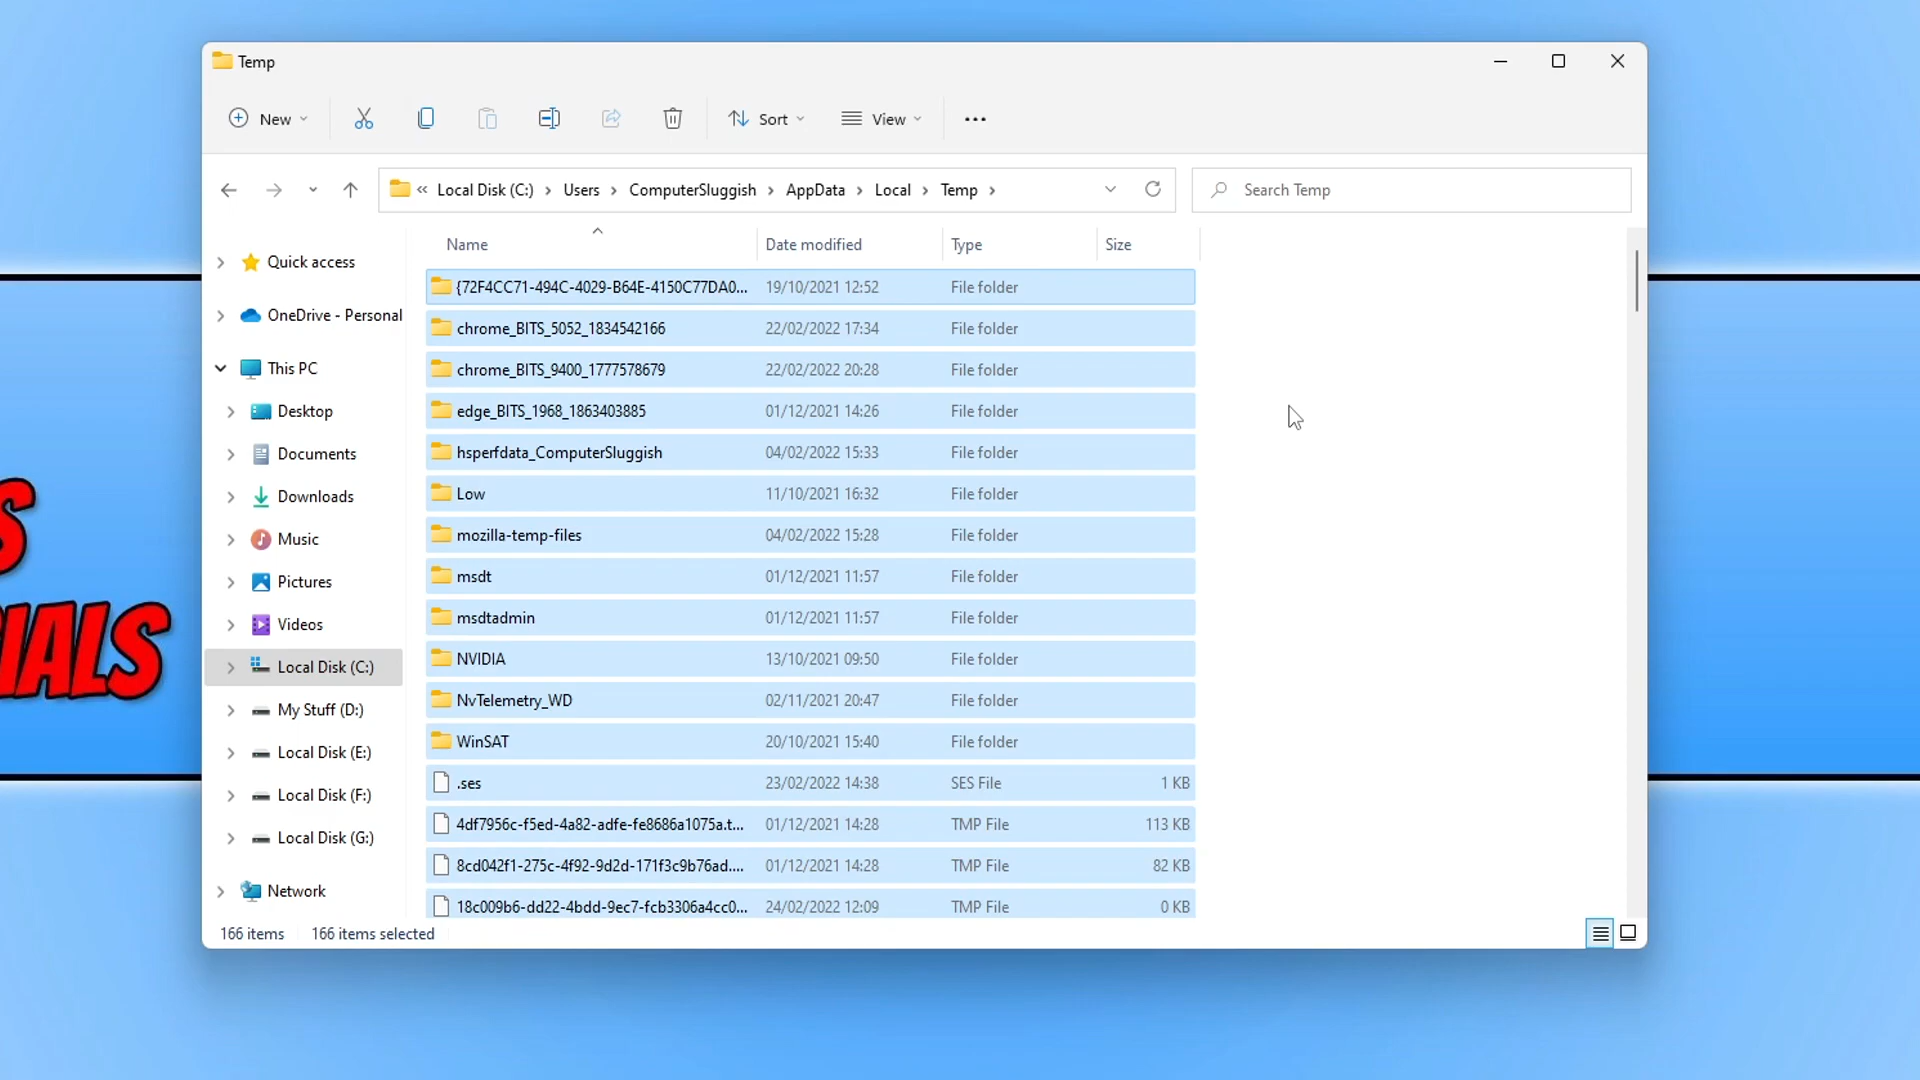 Temp
New
Sort
View
« Local Disk (C:) > Users > ComputerSluggish > AppData > Local > Temp >
Search Temp
Name Date modified Type Size
Quick access
OneDrive - Personal
This PC
Desktop
Documents
Downloads
Music
Pictures
Videos
Local Disk (C:)
My Stuff (D:)
Local Disk (E:)
Local Disk (F:)
Local Disk (G:)
Network
{72F4CC71-494C-4029-B64E-4150C77DA0... 19/10/2021 12:52 File folder
chrome_BITS_5052_1834542166 22/02/2022 17:34 File folder
chrome_BITS_9400_1777578679 22/02/2022 20:28 File folder
edge_BITS_1968_1863403885 01/12/2021 14:26 File folder
hsperfdata_ComputerSluggish 04/02/2022 15:33 File folder
Low 11/10/2021 16:32 File folder
mozilla-temp-files 04/02/2022 15:28 File folder
msdt 01/12/2021 11:57 File folder
msdtadmin 01/12/2021 11:57 File folder
NVIDIA 13/10/2021 09:50 File folder
NvTelemetry_WD 02/11/2021 20:47 File folder
WinSAT 20/10/2021 15:40 File folder
.ses 23/02/2022 14:38 SES File 1 KB
4df7956c-f5ed-4a82-adfe-fe8686a1075a.t... 01/12/2021 14:28 TMP File 113 KB
8cd042f1-275c-4f92-9d2d-171f3c9b76ad.... 01/12/2021 14:28 TMP File 82 KB
18c009b6-dd22-4bdd-9ec7-fcb3306a4cc0... 24/02/2022 12:09 TMP File 0 KB
166 items 166 items selected
S
IALS